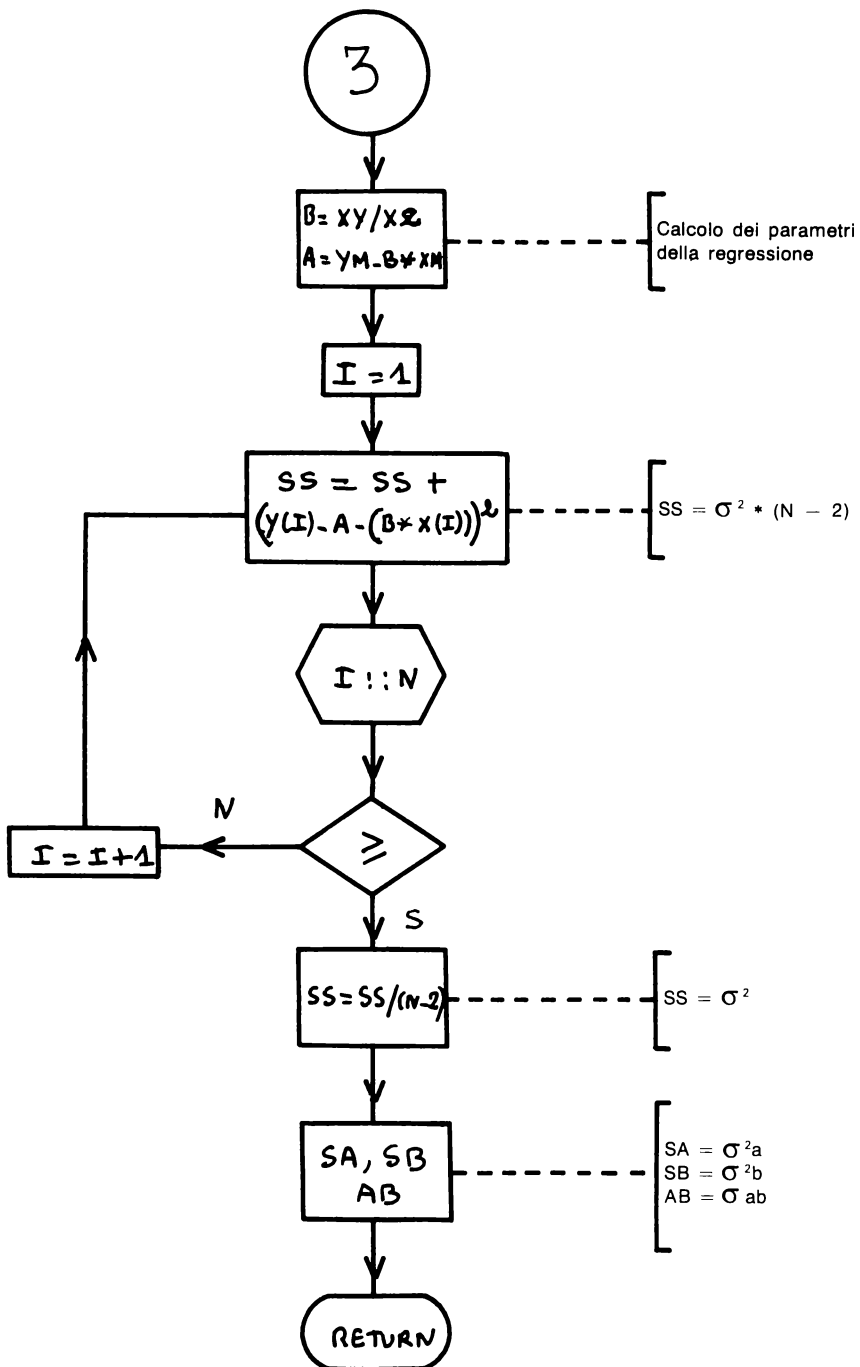 3
B= XY/X2
A=YM-B*XM
Calcolo dei parametri
della regressione
I=1
SS = SS +
(Y(I)-A-(B*X(I)))²
SS = σ² * (N − 2)
I::N
≥
N
I=I+1
S
SS=SS/(N-2)
SS = σ²
SA, SB
AB
SA = σ²a
SB = σ²b
AB = σ ab
RETURN